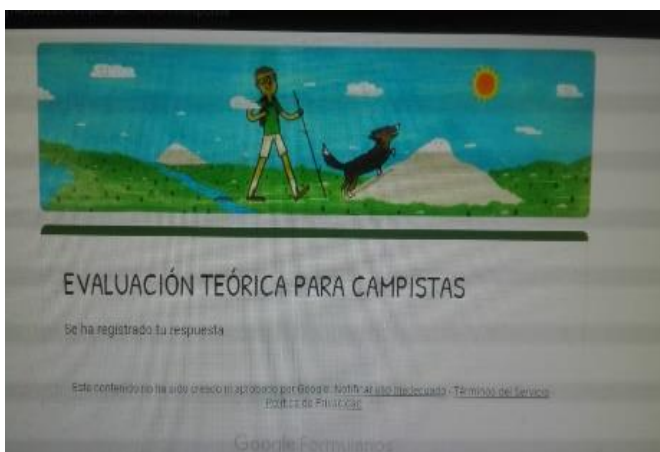 EVALUACIÓN TEÓRICA PARA CAMPISTAS
Se ha registrado tu respuesta
Este contenido no ha sido creado ni aprobado por Google. Notificar uso inadecuado - Términos del Servicio
Política de Privacidad
Google Formularios